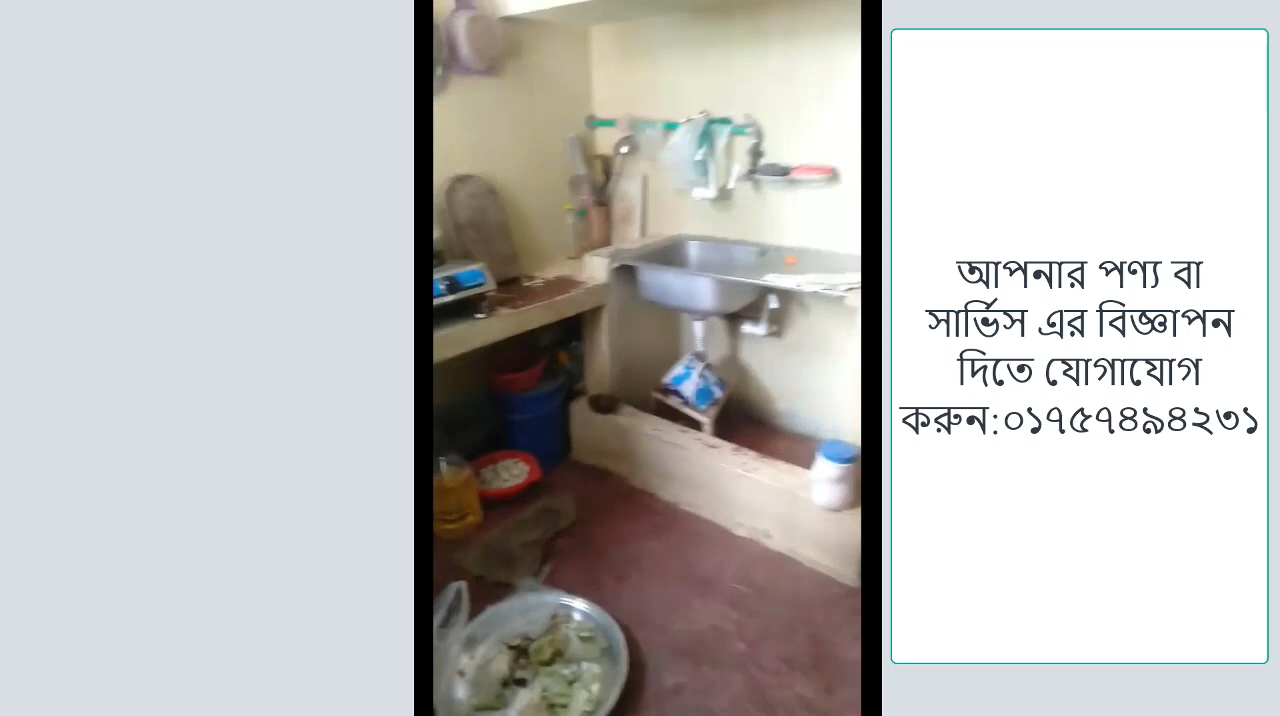 আপনার পণ্য বা
সার্ভিস এর বিজ্ঞাপন
দিতে যোগাযোগ
করুন:০১৭৫৭৪৯৪২৩১